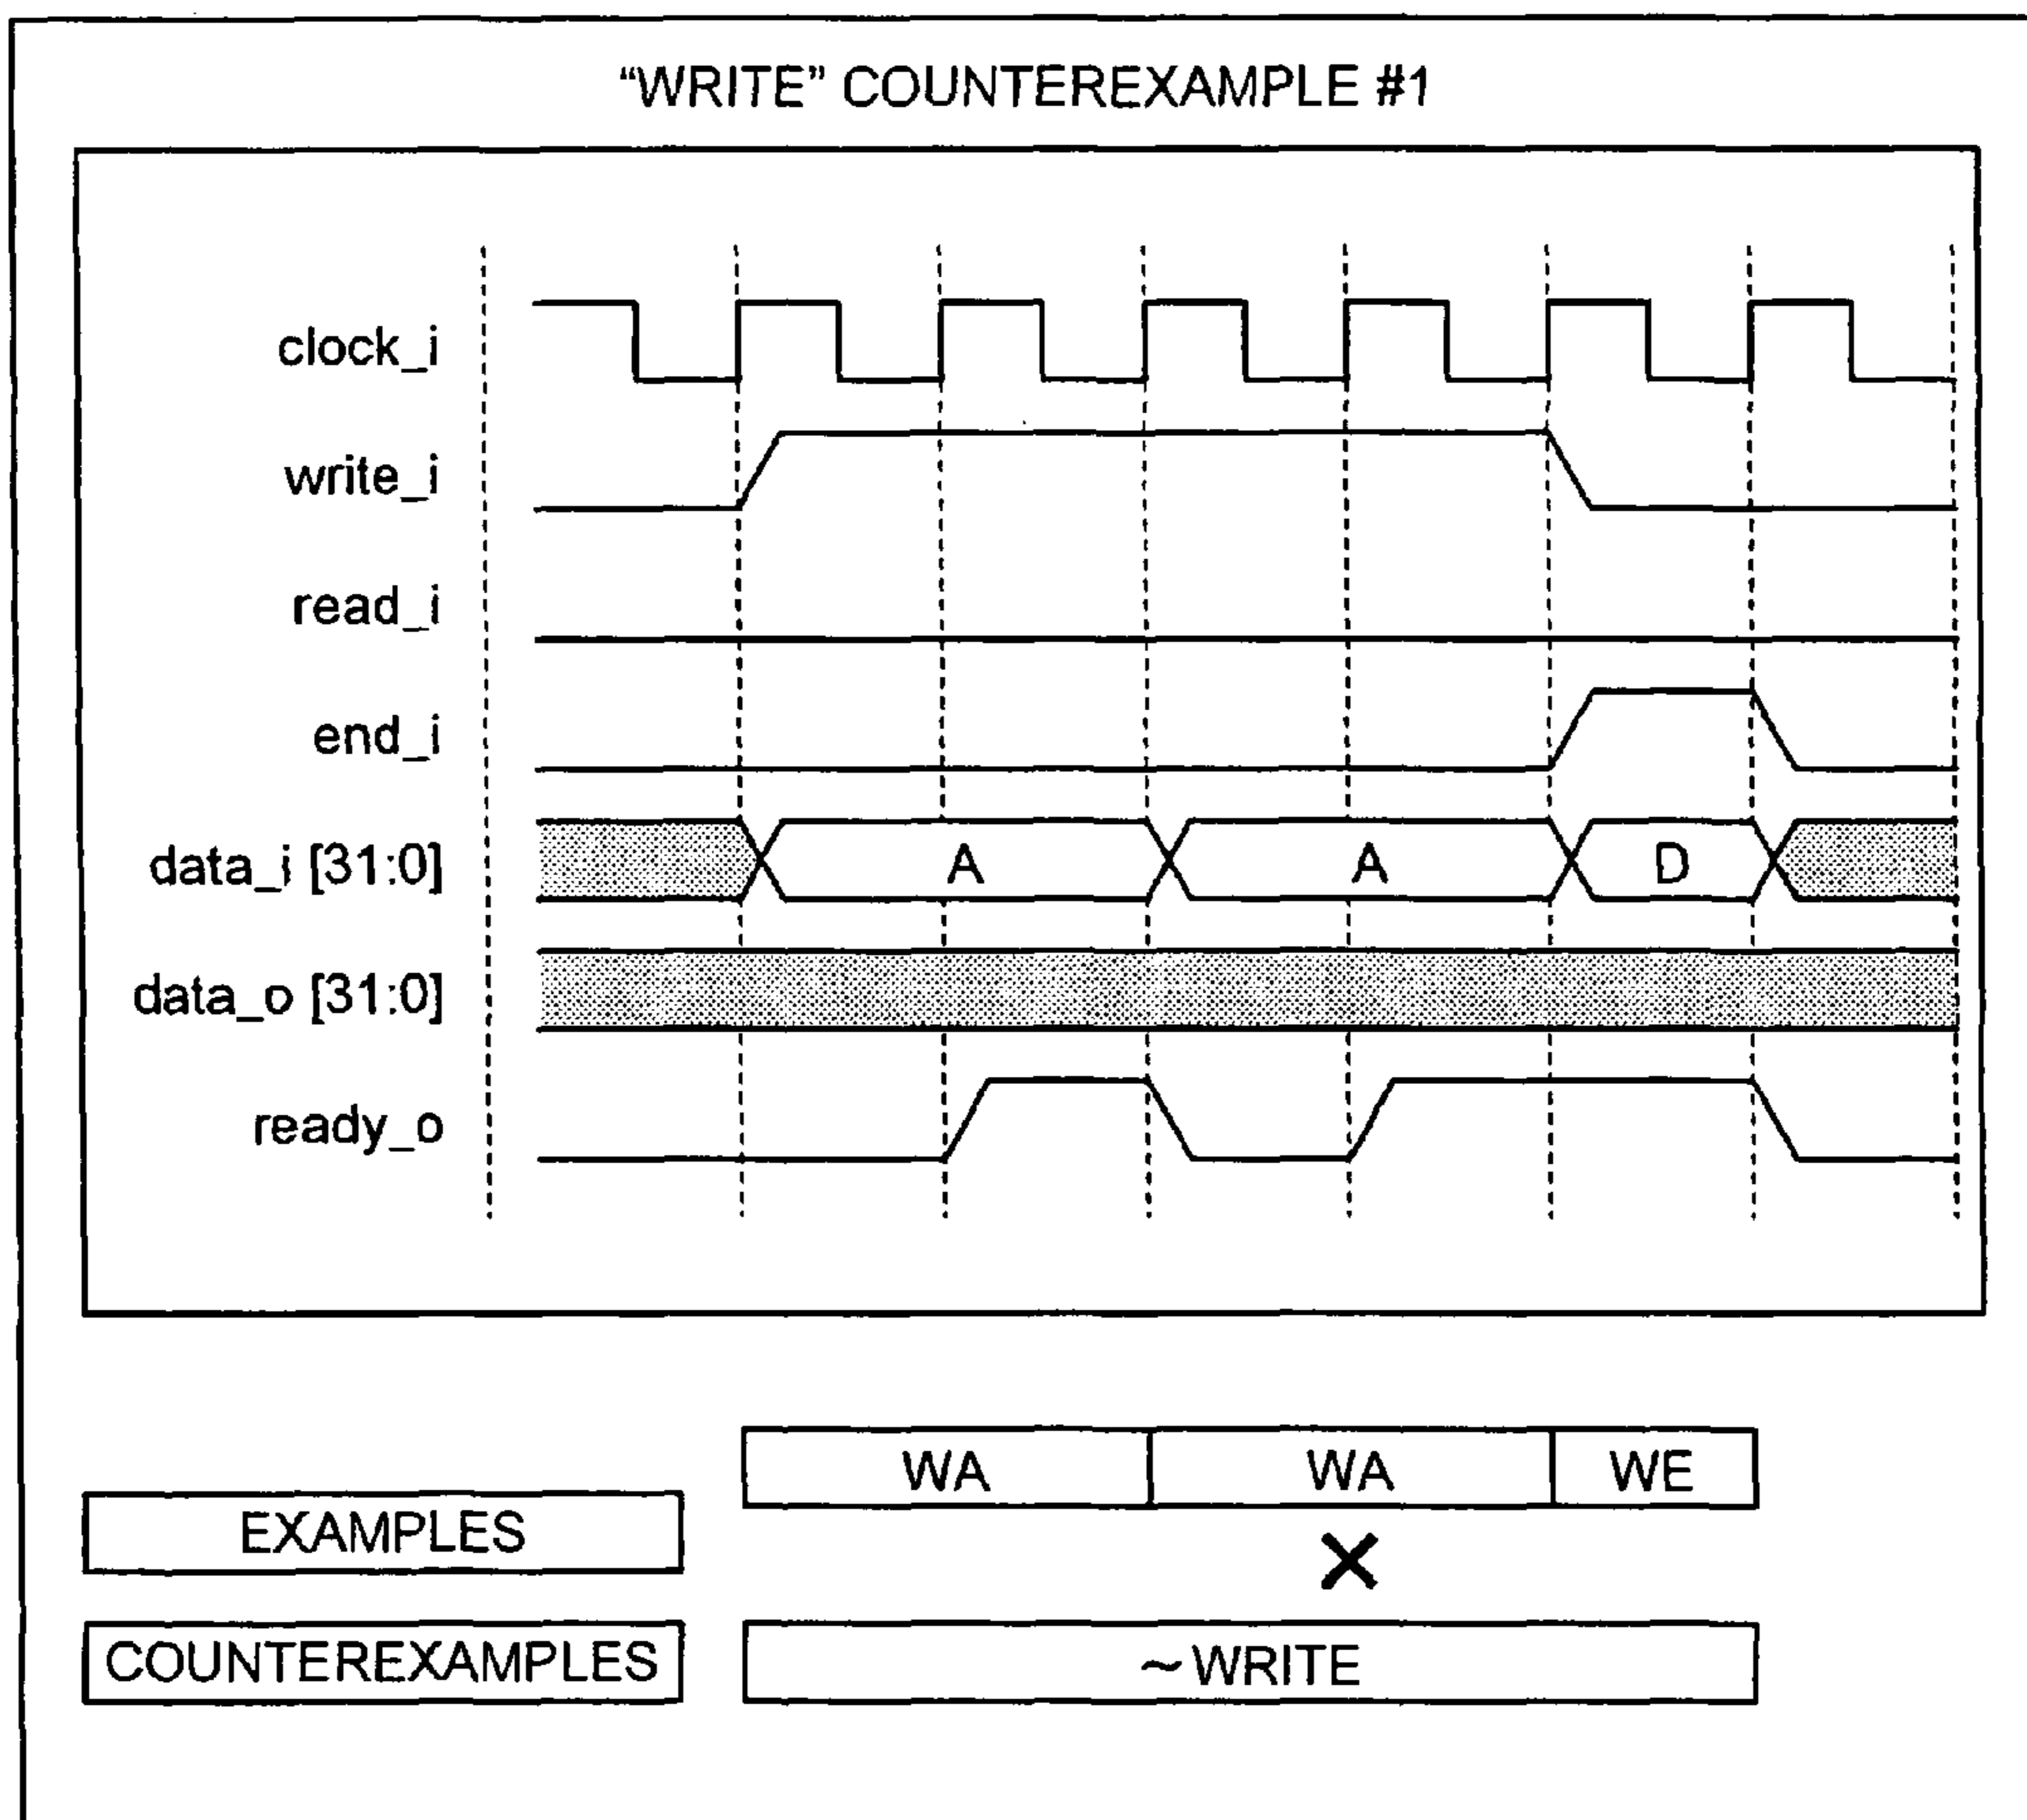 “WRITE” COUNTEREXAMPLE #1
clock_i
write_i
read_i
end_i
data_i [31:0] A A D
data_o [31:0]
ready_o
WA WA WE
EXAMPLES
COUNTEREXAMPLES ~WRITE